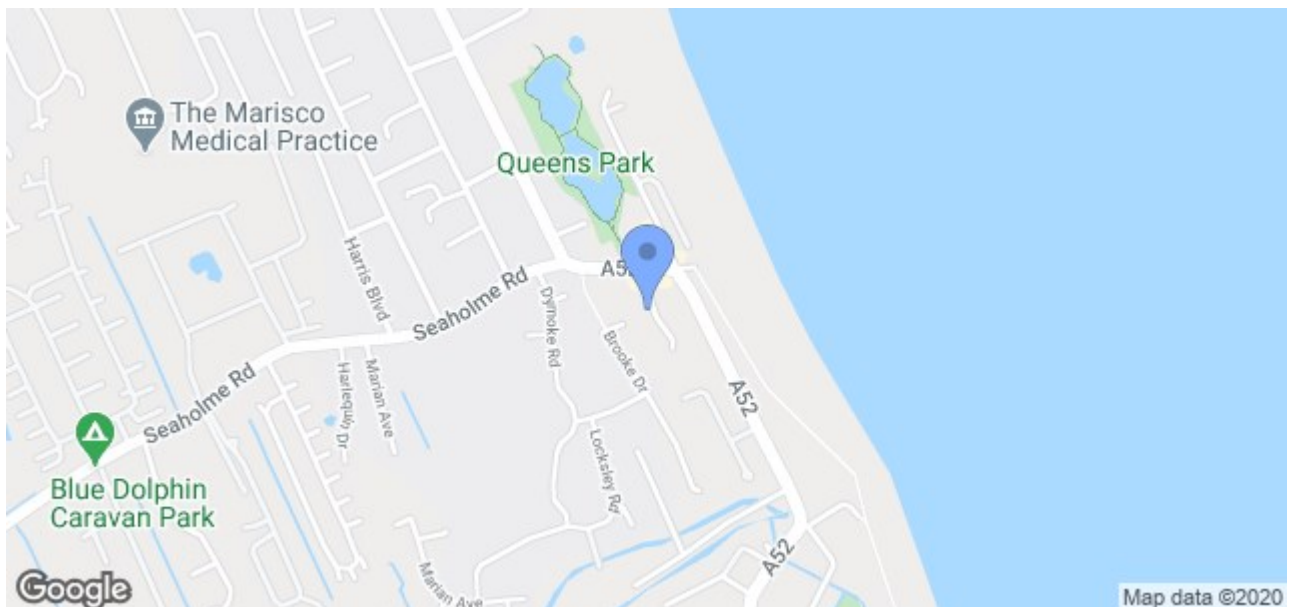 The Marisco
Medical Practice
Queens Park
Harris Blvd
Seaholme Rd
A52
Dymoke Rd
Brooke Dr
Harlequin Dr
Marian Ave
Seaholme Rd
A52
Locksley Rd
Blue Dolphin
Caravan Park
A52
Marian Ave
Google
Map data ©2020